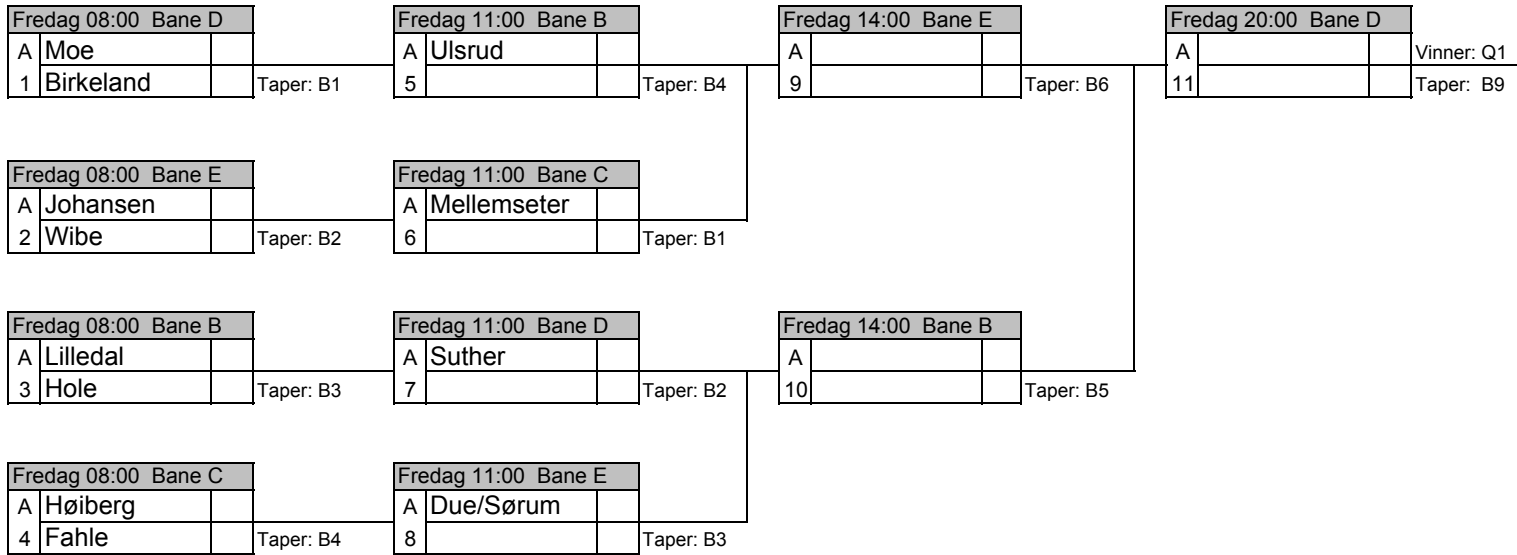 Fredag 08:00 Bane D
A Moe
1 Birkeland
Taper: B1
Fredag 11:00 Bane B
A Ulsrud
5
Taper: B4
Fredag 14:00 Bane E
A
9
Taper: B6
Fredag 20:00 Bane D
A
11
Vinner: Q1
Taper: B9
Fredag 08:00 Bane E
A Johansen
2 Wibe
Taper: B2
Fredag 11:00 Bane C
A Mellemseter
6
Taper: B1
Fredag 08:00 Bane B
A Lilledal
3 Hole
Taper: B3
Fredag 11:00 Bane D
A Suther
7
Taper: B2
Fredag 14:00 Bane B
A
10
Taper: B5
Fredag 08:00 Bane C
A Høiberg
4 Fahle
Taper: B4
Fredag 11:00 Bane E
A Due/Sørum
8
Taper: B3